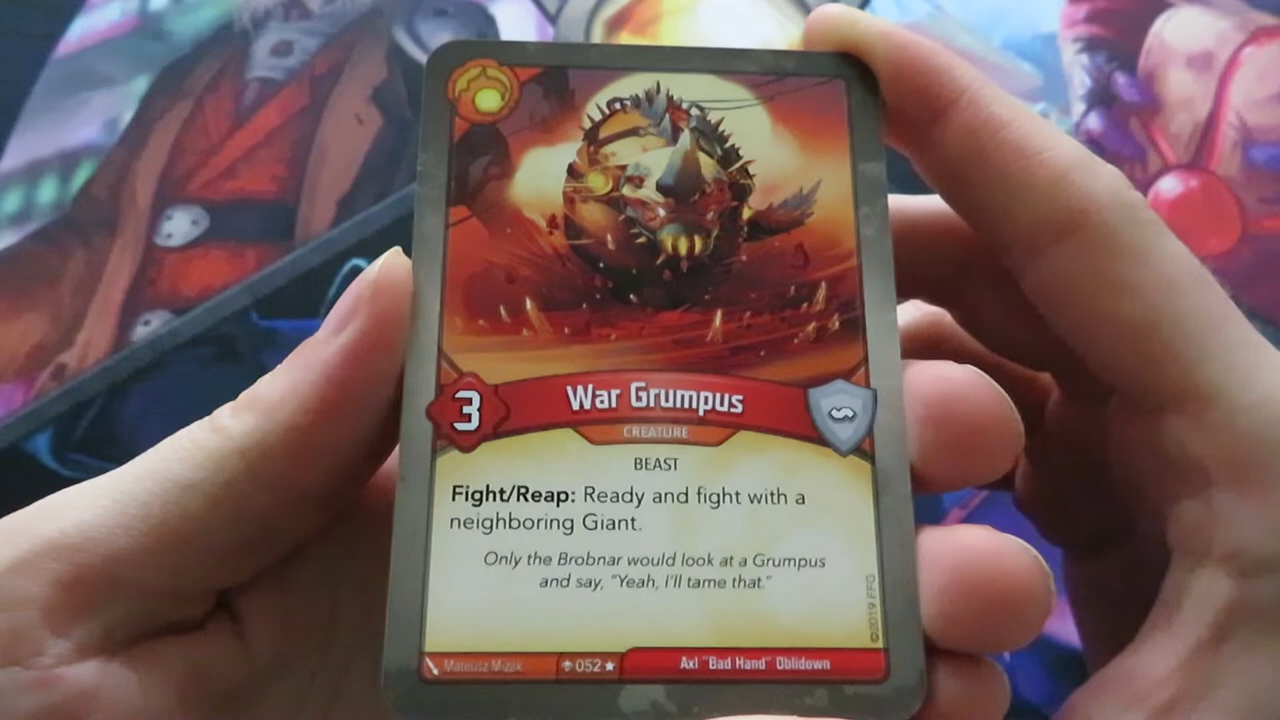 3
War Grumpus
CREATURE
BEAST
Fight/Reap: Ready and fight with a
neighboring Giant.
Only the Brobnar would look at a Grumpus
and say, “Yeah, I’ll tame that.”
©2019 FFG
Mateusz Mizak
052
Axl "Bad Hand" Oblidown